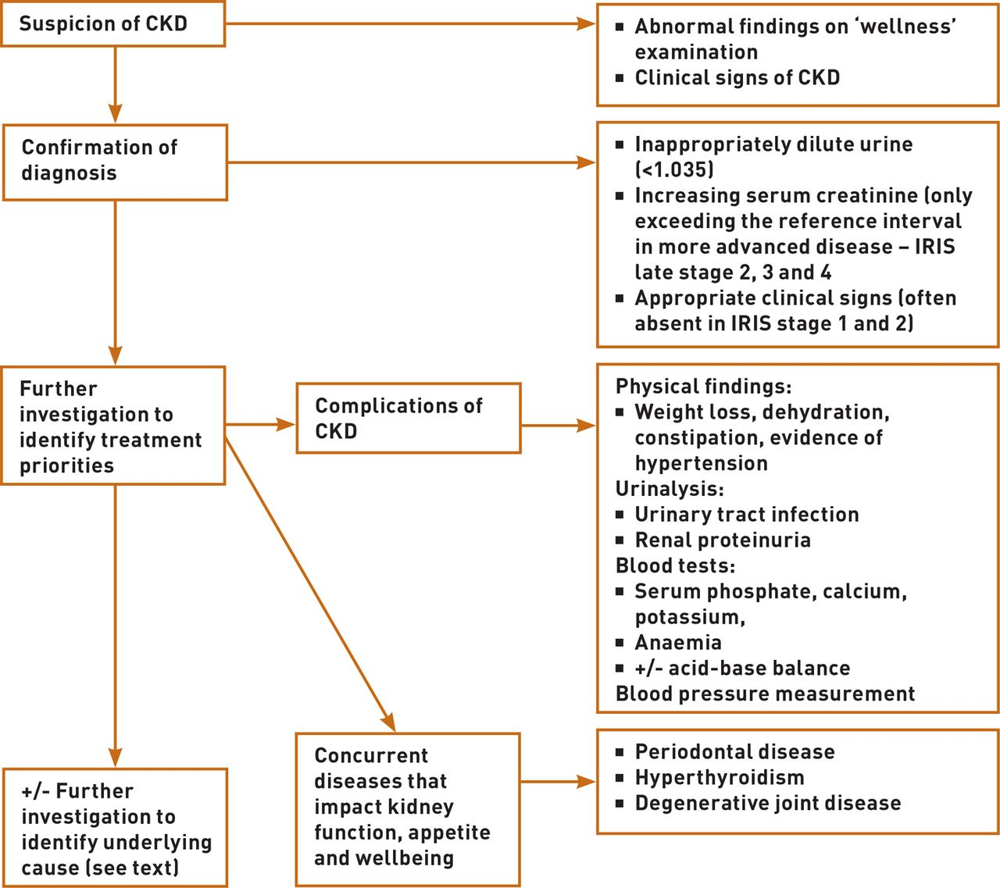 Suspicion of CKD
▪ Abnormal findings on ‘wellness’
examination
▪ Clinical signs of CKD
Confirmation of
diagnosis
▪ Inappropriately dilute urine
(<1.035)
▪ Increasing serum creatinine (only
exceeding the reference interval
in more advanced disease – IRIS
late stage 2, 3 and 4
▪ Appropriate clinical signs (often
absent in IRIS stage 1 and 2)
Further
investigation to
identify treatment
priorities
Complications of
CKD
Physical findings:
▪ Weight loss, dehydration,
constipation, evidence of
hypertension
Urinalysis:
▪ Urinary tract infection
▪ Renal proteinuria
Blood tests:
▪ Serum phosphate, calcium,
potassium,
▪ Anaemia
▪ +/- acid-base balance
Blood pressure measurement
+/- Further
investigation to
identify underlying
cause (see text)
Concurrent
diseases that
impact kidney
function, appetite
and wellbeing
▪ Periodontal disease
▪ Hyperthyroidism
▪ Degenerative joint disease